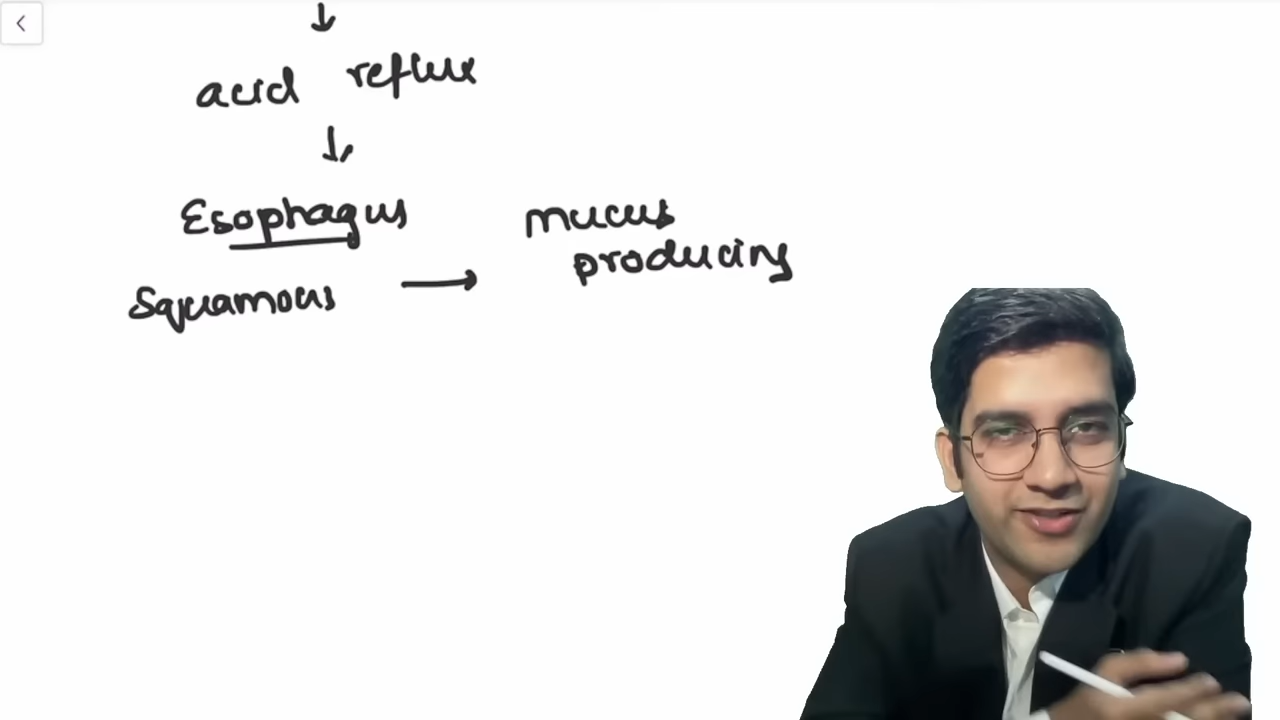 acid reflux
Esophagus
mucus
producing
Squamous